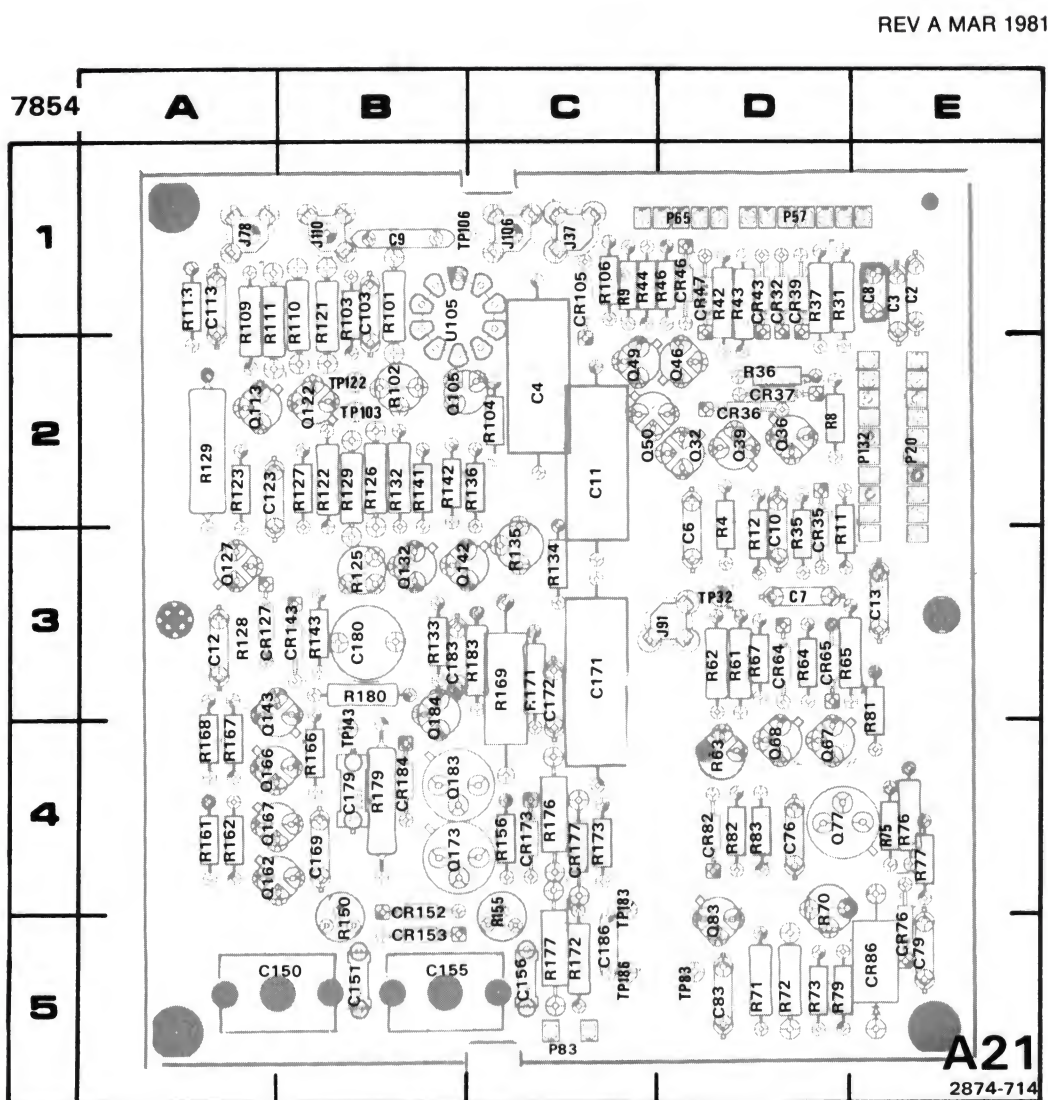 REV A MAR 1981
7854 A B C D E
1
J78 J110 C9 TP106 J106 J37 P65 P57
R113 C113 R109 R111 R110 R121 R103 C103 R101 U105 CR105 R106 R9 R44 R46 CR46 CR47 R42 R43 CR43 CR32 CR39 R37 R31 C8 C3 C2
2
Q113 Q122 TP122 R102 Q105 C4 Q49 Q46 R36
TP103 R104 CR37
CR36
R129 Q50 Q32 Q39 Q36 R8 P132 P20
R123 C123 R127 R122 R129 R126 R132 R141 R142 R136 C11
C6 R4 R12 C10 R35 CR35 R11
3
Q127 R125 Q132 Q142 R135 R134
TP32 C7 C13
C12 R128 CR127 CR143 R143 C180 R133 C183 R183 R169 C171 J91 R62 R61 R67 CR64 R64 CR65 R65
R180 C172 R81
Q143 TP143 Q184
4
R168 R167 Q166 R166 C179 R179 CR184 Q183 R63 Q68 Q67
R161 R162 Q167 C169 Q173 R156 CR173 R176 CR177 R173 CR82 R82 R83 C76 Q77 R75 R76
Q162 R77
R150 CR152 R155 TP183 Q83 R70 CR76
CR153
5
C150 C151 C155 C156 R177 R172 C186 TP186 TP83 C83 R71 R72 R73 R79 CR86 C79
P83
A21
2874-714